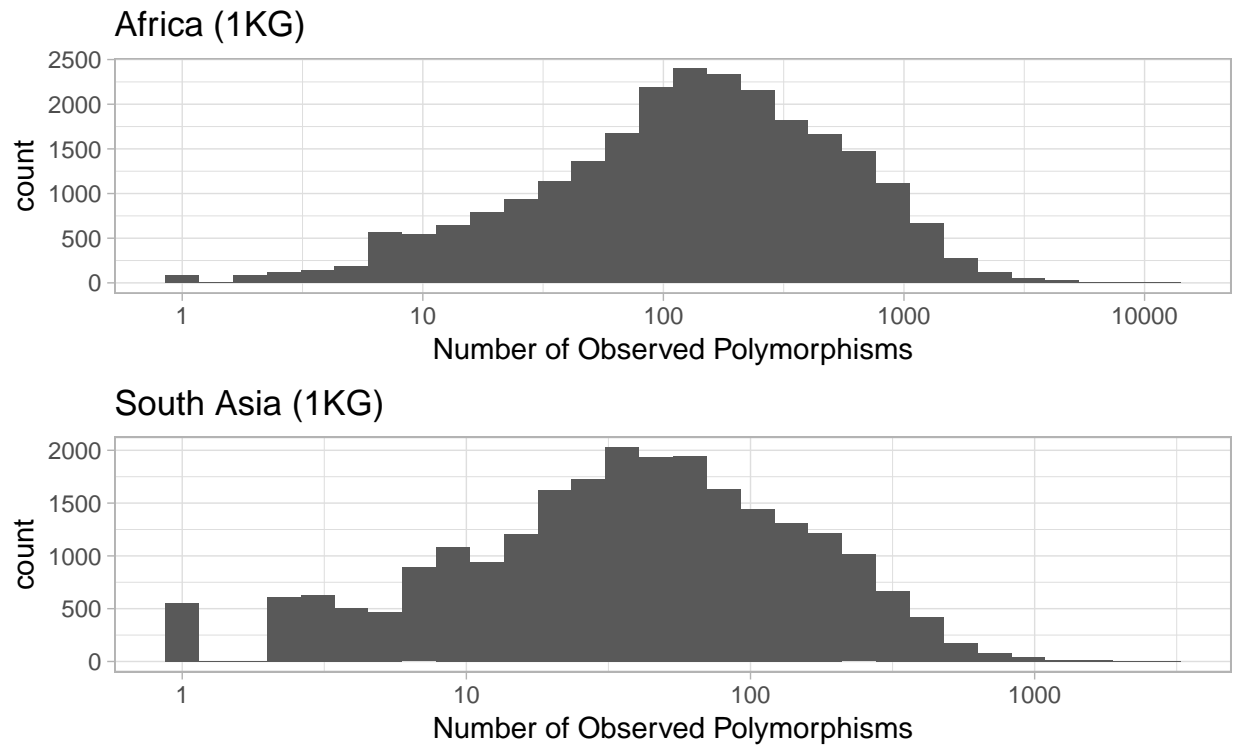 Africa (1KG)
2500
2000
1500
1000
500
0
count
1 10 100 1000 10000
Number of Observed Polymorphisms
South Asia (1KG)
2000
1500
1000
500
0
count
1 10 100 1000
Number of Observed Polymorphisms